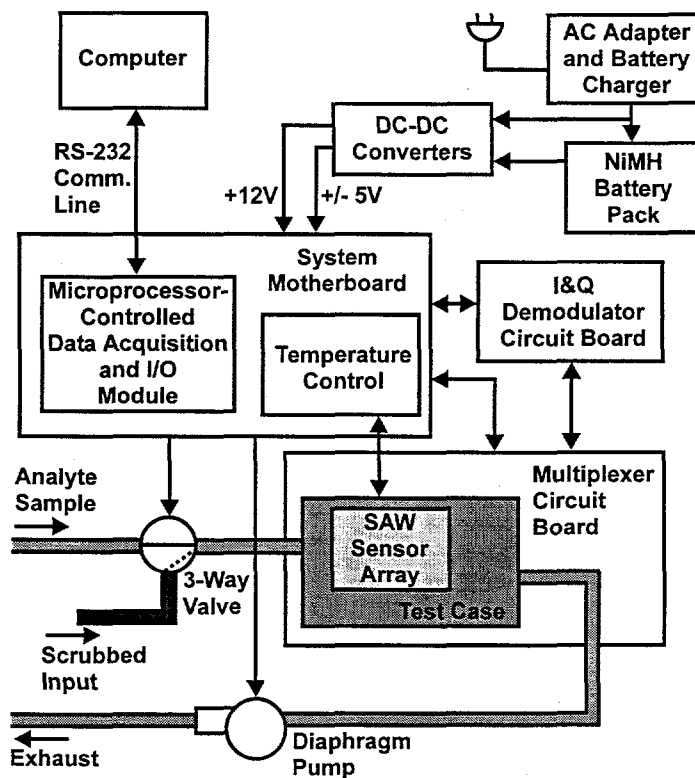 Computer
AC Adapter
and Battery
Charger
DC-DC
Converters
NiMH
Battery
Pack
RS-232
Comm.
Line
+12V
+/- 5V
System
Motherboard
Microprocessor-
Controlled
Data Acquisition
and I/O
Module
Temperature
Control
I&Q
Demodulator
Circuit Board
Analyte
Sample
Multiplexer
Circuit
Board
SAW
Sensor
Array
Test Case
3-Way
Valve
Scrubbed
Input
Exhaust
Diaphragm
Pump